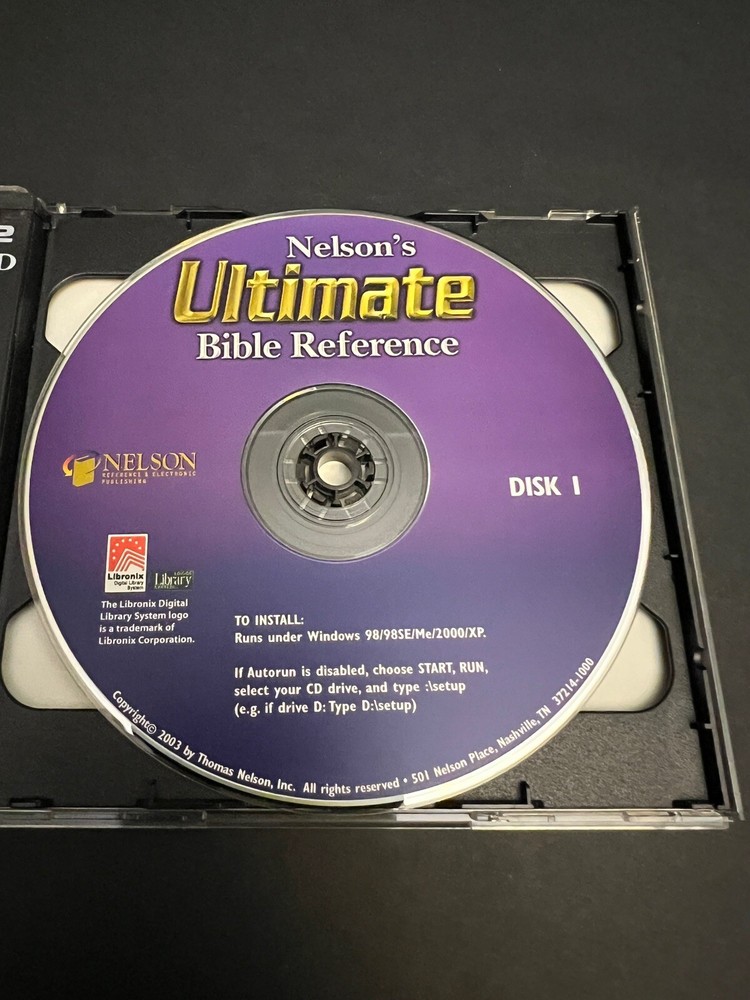 2
D
Nelson's
Ultimate
Bible Reference
NELSON
REFERENCE & ELECTRONIC
PUBLISHING
DISK 1
Libronix
Digital Library
System
Library
The Libronix Digital
Library System logo
is a trademark of
Libronix Corporation.
TO INSTALL:
Runs under Windows 98/98SE/Me/2000/XP.
If Autorun is disabled, choose START, RUN,
select your CD drive, and type :\setup
(e.g. if drive D: Type D:\setup)
Copyright© 2003 by Thomas Nelson, Inc. All rights reserved • 501 Nelson Place, Nashville, TN 37214-1000